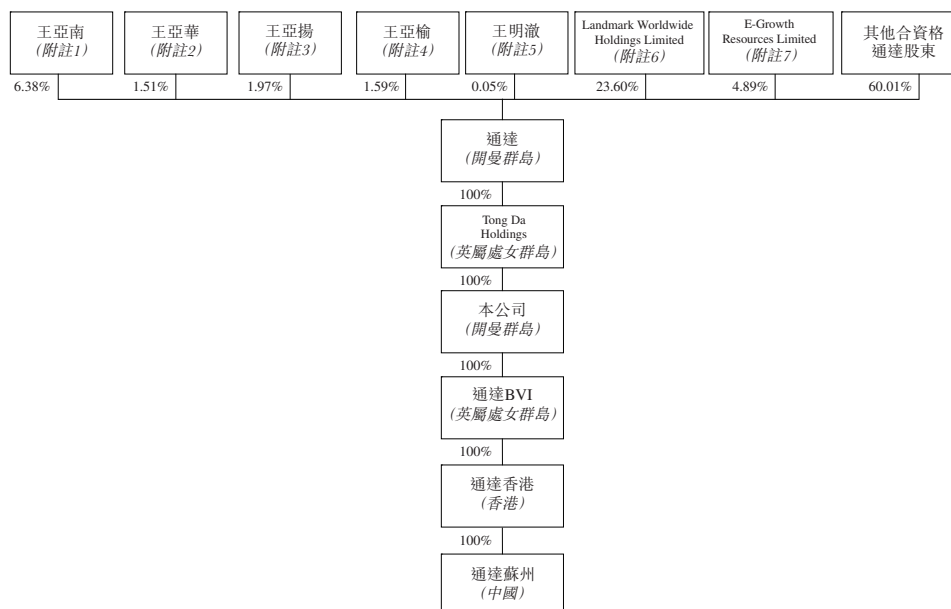 王亞南
(附註1)
王亞華
(附註2)
王亞揚
(附註3)
王亞榆
(附註4)
王明澈
(附註5)
Landmark Worldwide
Holdings Limited
(附註6)
E-Growth
Resources Limited
(附註7)
其他合資格
通達股東
6.38%
1.51%
1.97%
1.59%
0.05%
23.60%
4.89%
60.01%
通達
(開曼群島)
100%
Tong Da
Holdings
(英屬處女群島)
100%
本公司
(開曼群島)
100%
通達BVI
(英屬處女群島)
100%
通達香港
(香港)
100%
通達蘇州
(中國)